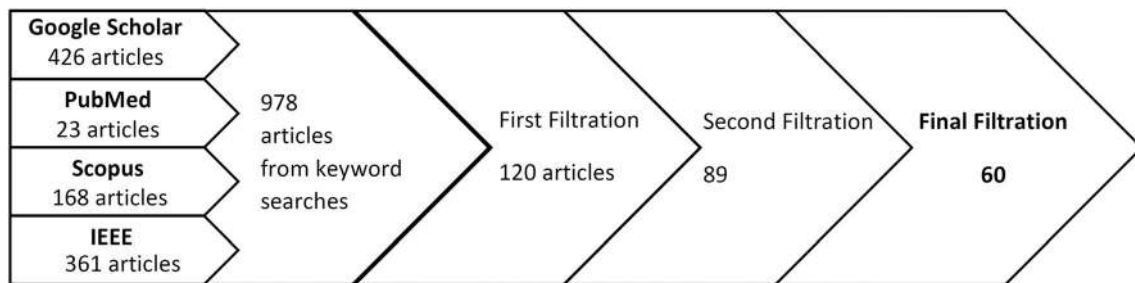 Google Scholar
426 articles
PubMed
23 articles
Scopus
168 articles
IEEE
361 articles
978
articles
from keyword
searches
First Filtration
120 articles
Second Filtration
89
Final Filtration
60